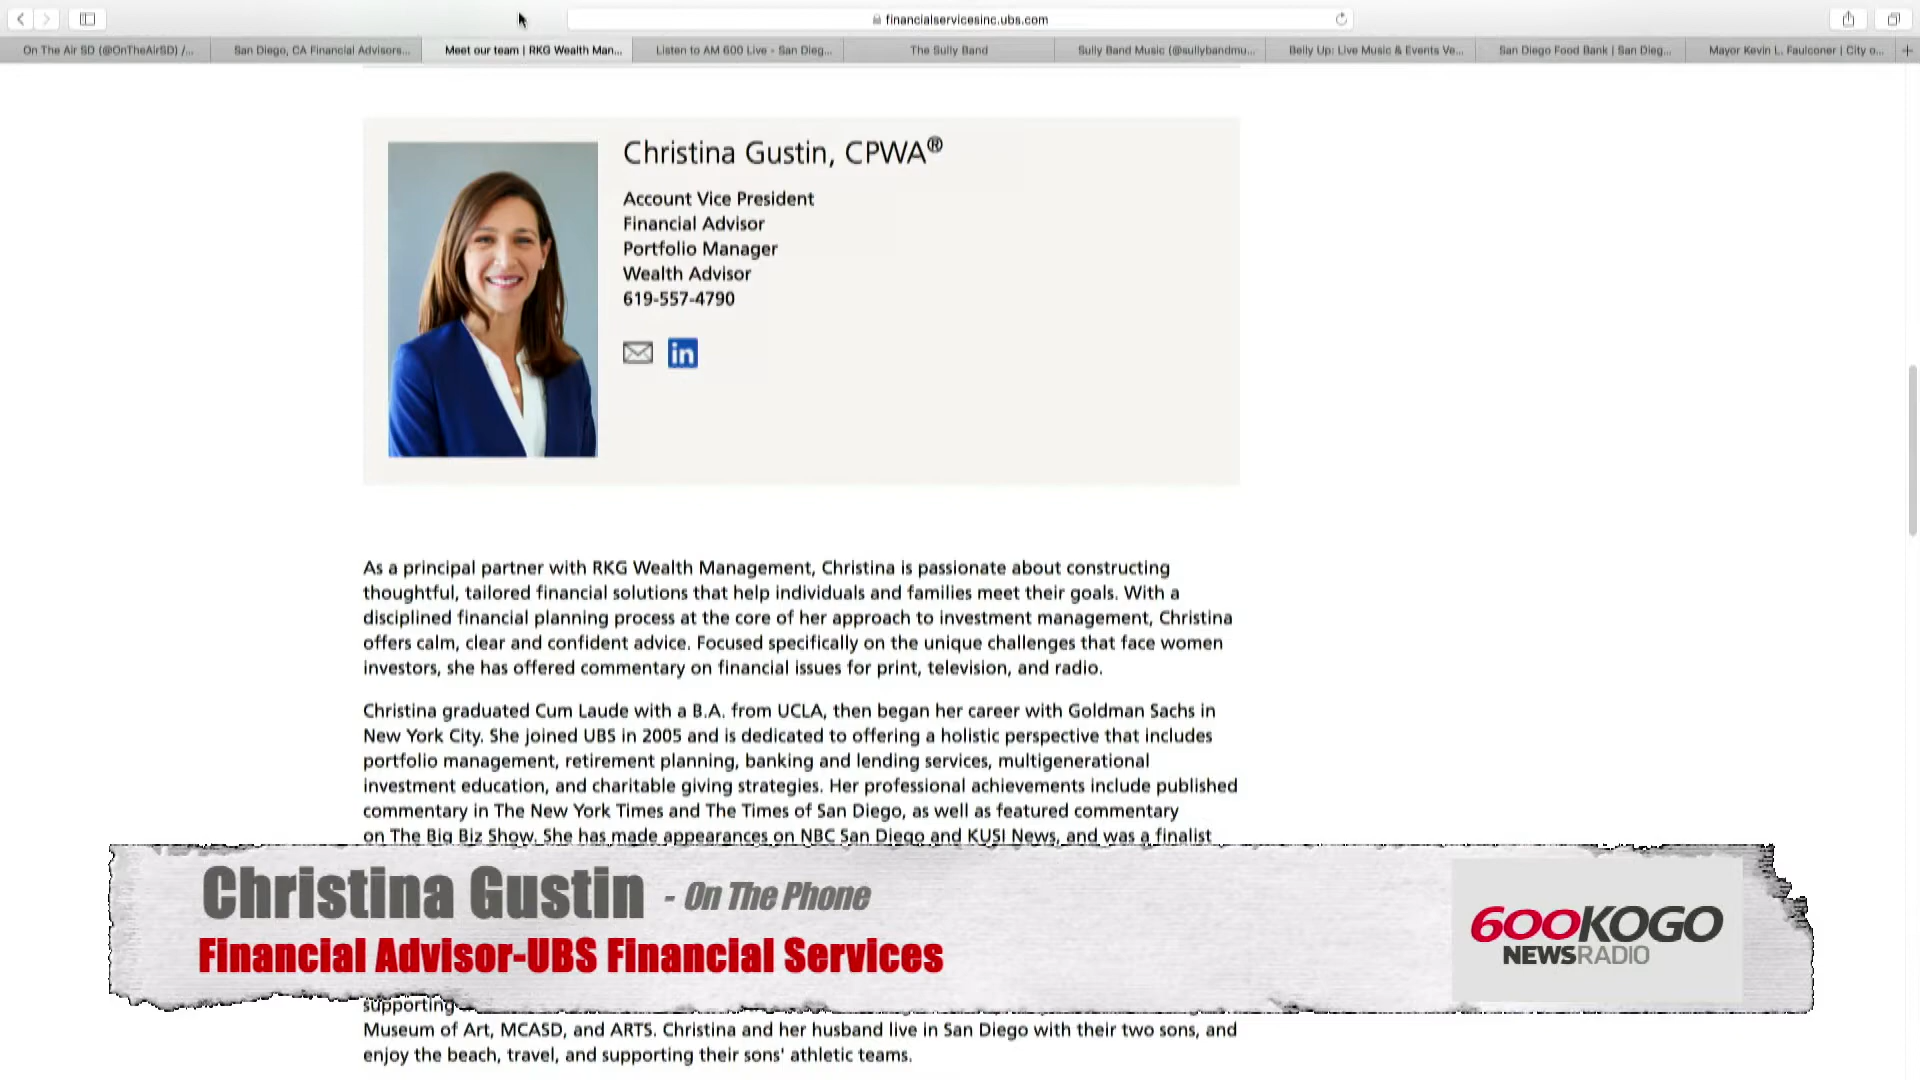 financialservicesinc.ubs.com
On The Air SD (@OnTheAirSD) /...
San Diego, CA Financial Advisors...
Meet our team | RKG Wealth Man...
Listen to AM 600 Live - San Dieg...
The Sully Band
Sully Band Music (@sullybandmu...
Belly Up: Live Music & Events Ve...
San Diego Food Bank | San Dieg...
Mayor Kevin L. Faulconer | City o...
Christina Gustin, CPWA®
Account Vice President
Financial Advisor
Portfolio Manager
Wealth Advisor
619-557-4790
in
As a principal partner with RKG Wealth Management, Christina is passionate about constructing
thoughtful, tailored financial solutions that help individuals and families meet their goals. With a
disciplined financial planning process at the core of her approach to investment management, Christina
offers calm, clear and confident advice. Focused specifically on the unique challenges that face women
investors, she has offered commentary on financial issues for print, television, and radio.
Christina graduated Cum Laude with a B.A. from UCLA, then began her career with Goldman Sachs in
New York City. She joined UBS in 2005 and is dedicated to offering a holistic perspective that includes
portfolio management, retirement planning, banking and lending services, multigenerational
investment education, and charitable giving strategies. Her professional achievements include published
commentary in The New York Times and The Times of San Diego, as well as featured commentary
on The Big Biz Show. She has made appearances on NBC San Diego and KUSI News, and was a finalist
Christina Gustin - On The Phone
Financial Advisor-UBS Financial Services
600KOGO
NEWSRADIO
supporting
Museum of Art, MCASD, and ARTS. Christina and her husband live in San Diego with their two sons, and
enjoy the beach, travel, and supporting their sons' athletic teams.